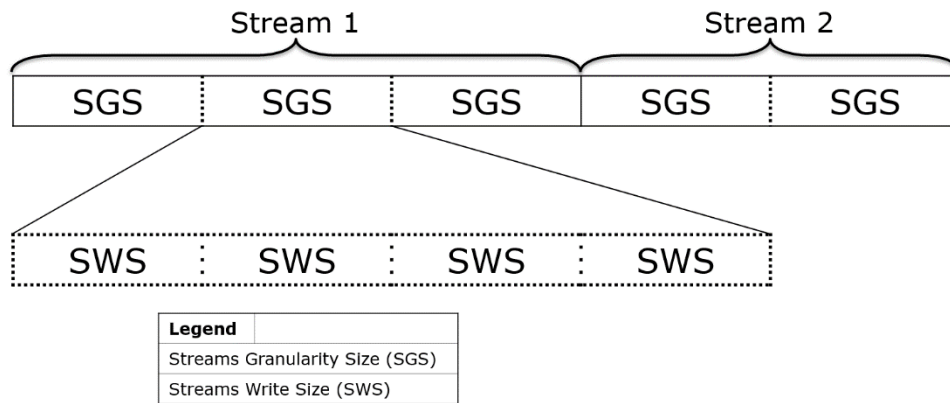 Stream 1 Stream 2
SGS SGS SGS SGS SGS
SWS SWS SWS SWS
Legend
Streams Granularity Size (SGS)
Streams Write Size (SWS)